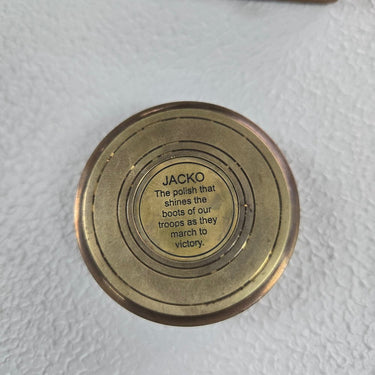 JACKO
The polish that
shines the
boots of our
troops as they
march to
victory.